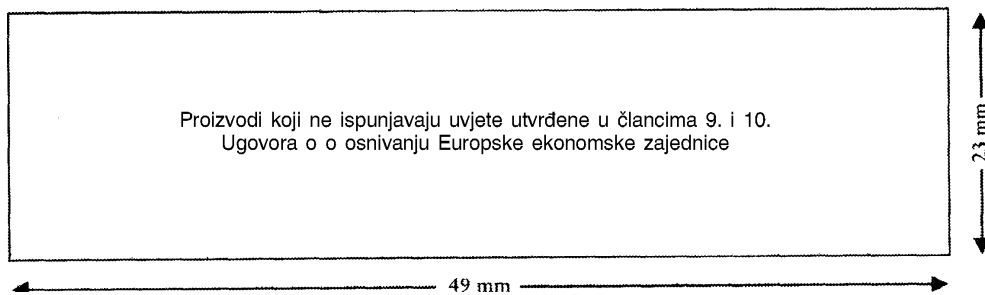 Proizvodi koji ne ispunjavaju uvjete utvrđene u člancima 9. i 10.
Ugovora o o osnivanju Europske ekonomske zajednice
23 mm
49 mm